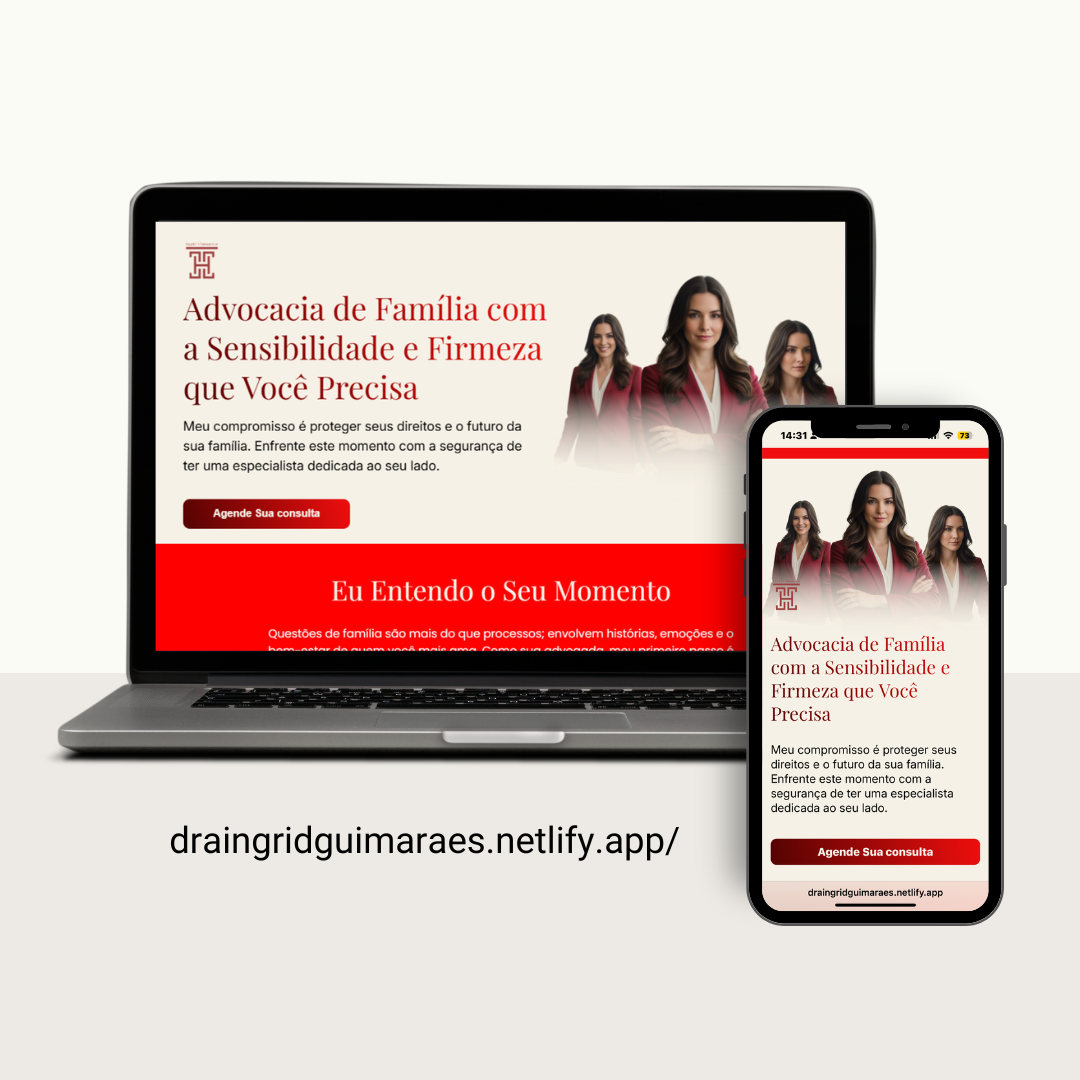 Advocacia de Família com
a Sensibilidade e Firmeza
que Você Precisa
Meu compromisso é proteger seus direitos e o futuro da
sua família. Enfrente este momento com a segurança de
ter uma especialista dedicada ao seu lado.
Agende Sua consulta
Eu Entendo o Seu Momento
Questões de família são mais do que processos; envolvem histórias, emoções e o
bem-estar de quem você mais ama. Como sua advogada, meu primeiro passo é
14:31
73
Advocacia de Família
com a Sensibilidade e
Firmeza que Você
Precisa
Meu compromisso é proteger seus
direitos e o futuro da sua família.
Enfrente este momento com a
segurança de ter uma especialista
dedicada ao seu lado.
Agende Sua consulta
draingridguimaraes.netlify.app
draingridguimaraes.netlify.app/